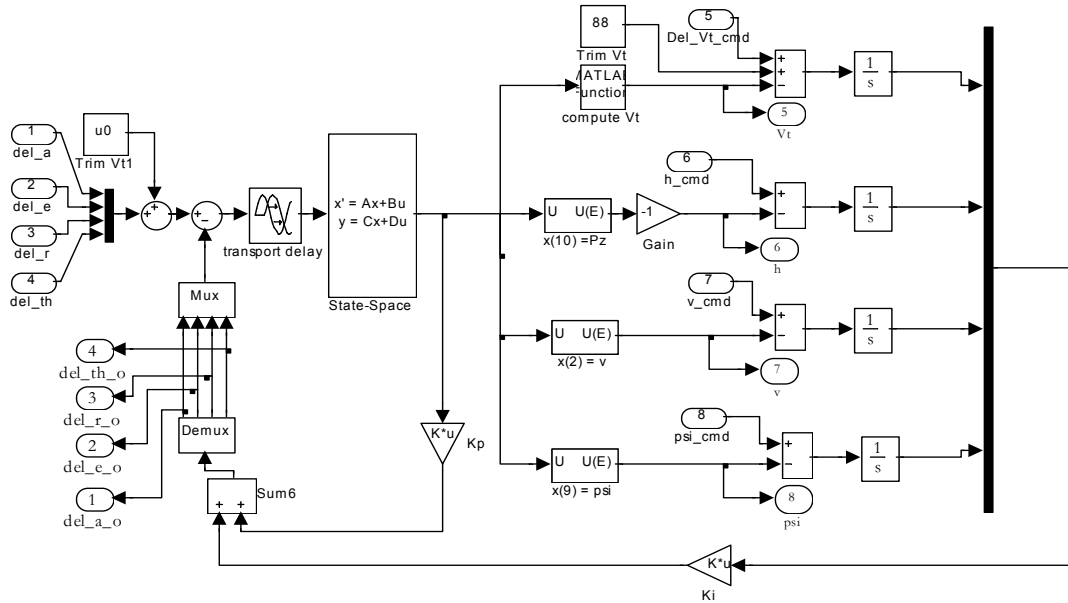 88
Trim Vt
5
Del_Vt_cmd
+
+
−
1
s
/ATLA
unction
compute Vt
5
Vt
1
del_a
2
del_e
3
del_r
4
del_th
u0
Trim Vt1
+
+
+
−
transport delay
x' = Ax+Bu
y = Cx+Du
State-Space
6
h_cmd
+
−
1
s
U U(E)
x(10) =Pz
-1
Gain
6
h
Mux
7
v_cmd
+
−
1
s
U U(E)
x(2) = v
7
v
4
del_th_o
3
del_r_o
2
del_e_o
1
del_a_o
Demux
K*u
Kp
8
psi_cmd
+
−
1
s
U U(E)
x(9) = psi
8
psi
Sum6
+ +
K*u
Ki